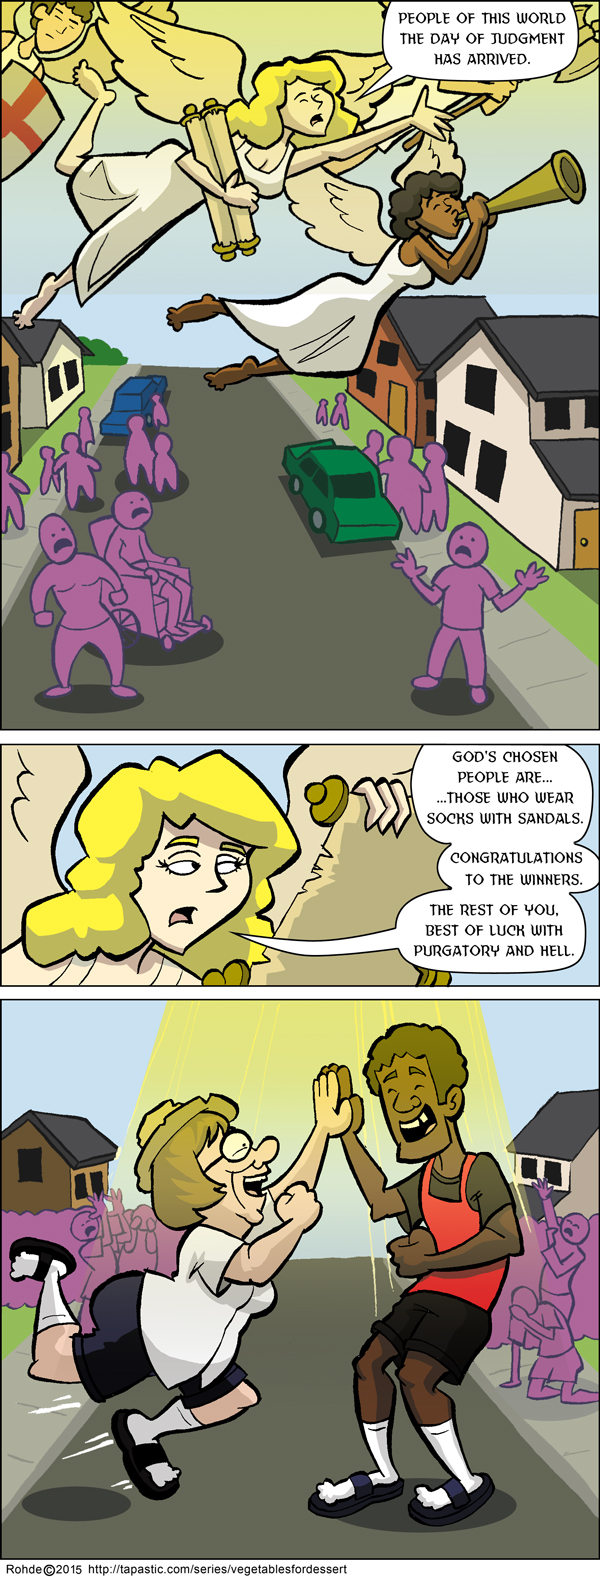 PEOPLE OF THIS WORLD
THE DAY OF JUDGMENT
HAS ARRIVED.
GOD'S CHOSEN
PEOPLE ARE...
...THOSE WHO WEAR
SOCKS WITH SANDALS.
CONGRATULATIONS
TO THE WINNERS.
THE REST OF YOU,
BEST OF LUCK WITH
PURGATORY AND HELL.
Rohde©2015 http://tapastic.com/series/vegetablesfordessert